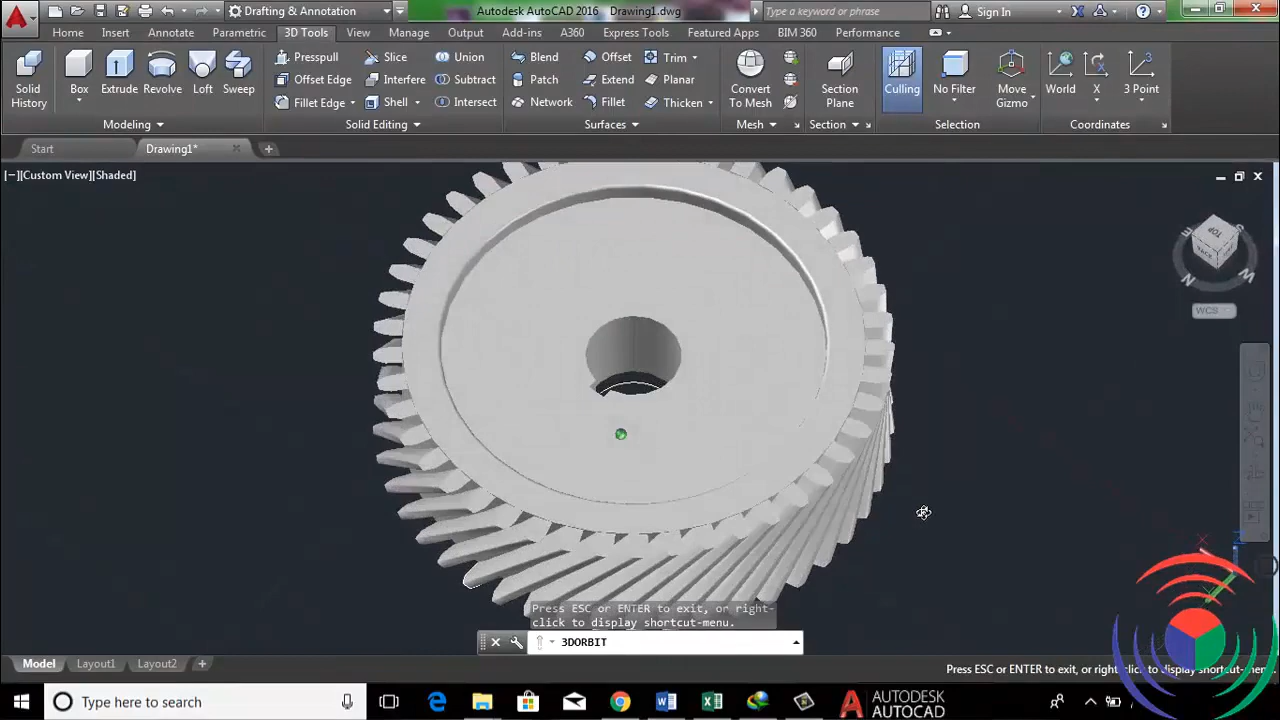 Drafting & Annotation
Autodesk AutoCAD 2016 Drawing1.dwg
Type a keyword or phrase
Sign In
Home Insert Annotate Parametric 3D Tools View Manage Output Add-ins A360 Express Tools Featured Apps BIM 360 Performance
Solid History
Box
Extrude
Revolve
Loft
Sweep
Modeling
Presspull
Offset Edge
Fillet Edge
Slice
Interfere
Shell
Union
Subtract
Intersect
Solid Editing
Blend
Patch
Network
Offset
Extend
Fillet
Trim
Planar
Thicken
Surfaces
Convert To Mesh
Mesh
Section Plane
Section
Culling
No Filter
Move Gizmo
Selection
World
X
3 Point
Coordinates
Start
Drawing1*
[−][Custom View][Shaded]
TOP
BACK
N
W
WCS
Press ESC or ENTER to exit, or right-
click to display shortcut-menu.
3DORBIT
Model Layout1 Layout2
Press ESC or ENTER to exit, or right-click to display shortcut-
Type here to search
AUTODESK
AUTOCAD